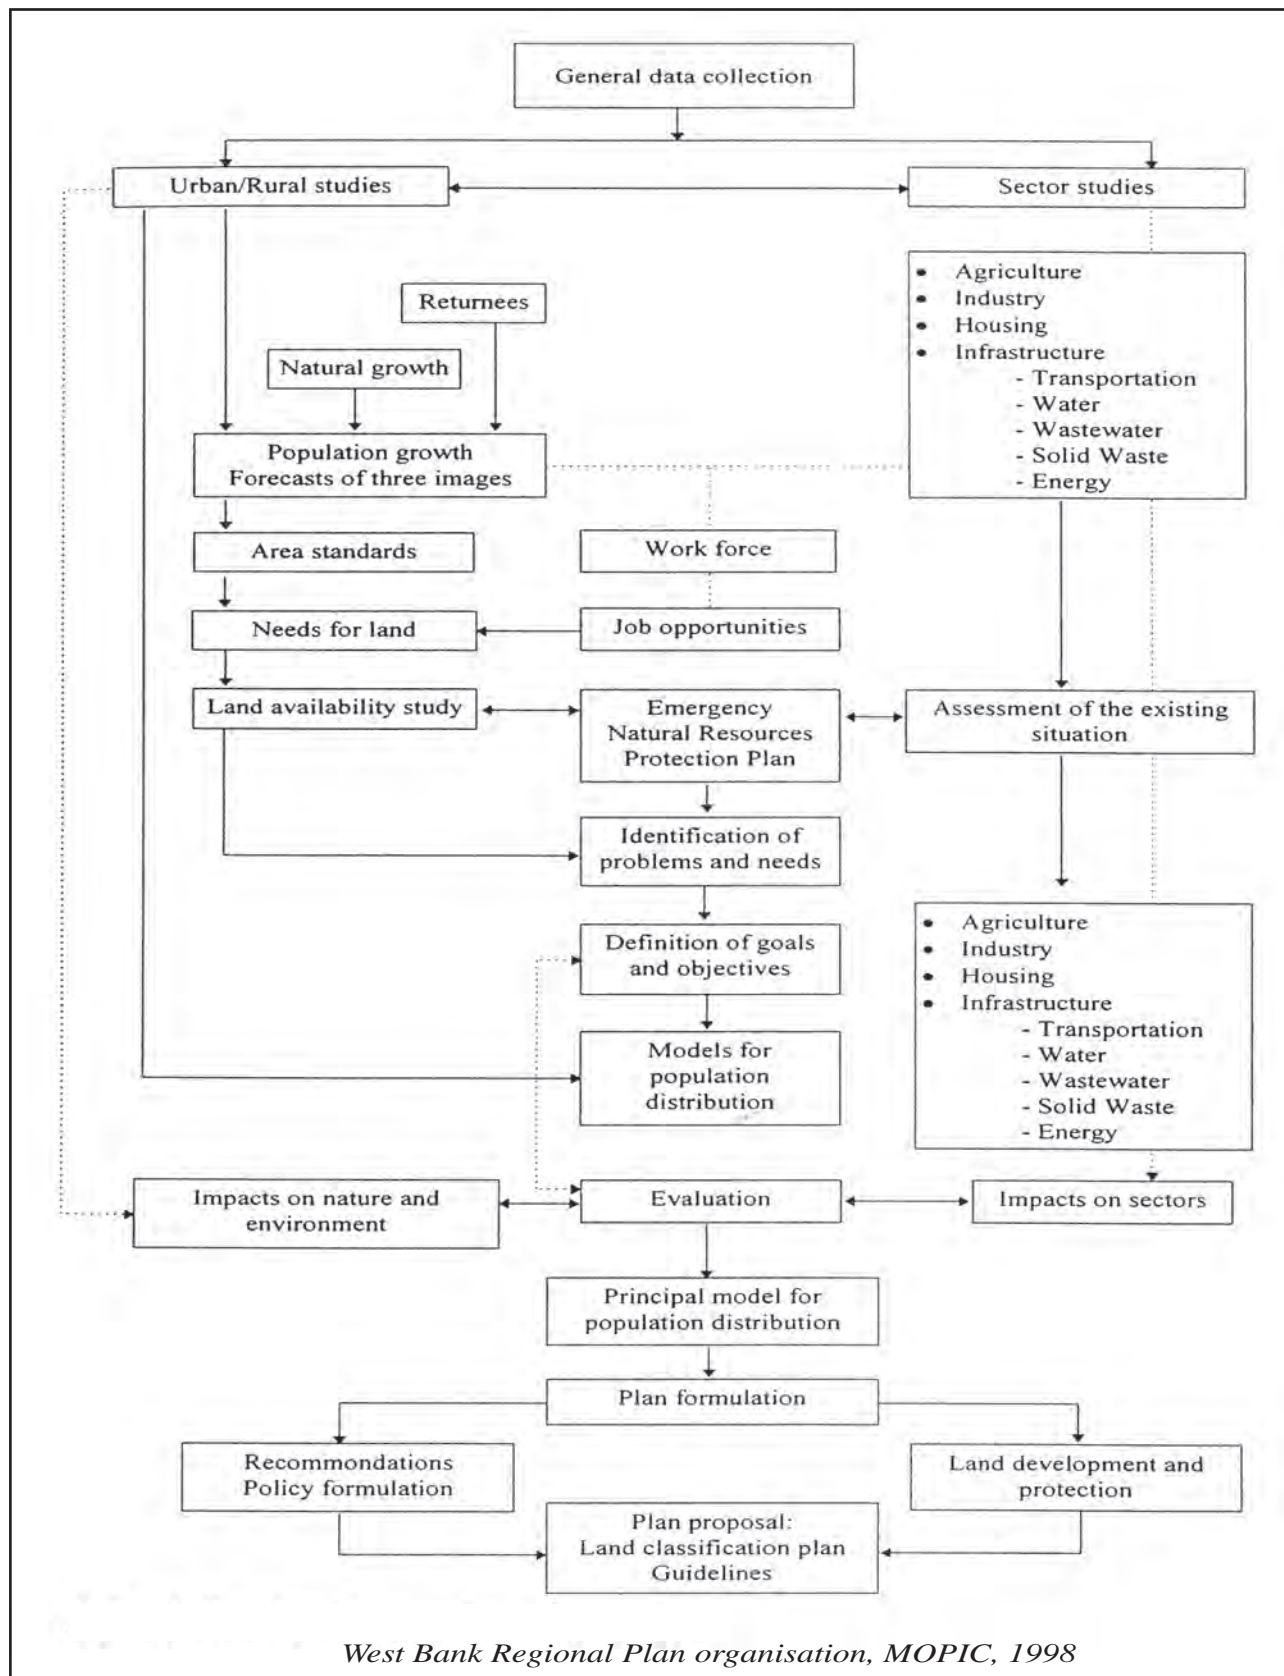 General data collection
Urban/Rural studies
Sector studies
• Agriculture
• Industry
• Housing
• Infrastructure
- Transportation
- Water
- Wastewater
- Solid Waste
- Energy
Returnees
Natural growth
Population growth
Forecasts of three images
Area standards
Work force
Needs for land
Job opportunities
Land availability study
Emergency
Natural Resources
Protection Plan
Assessment of the existing
situation
Identification of
problems and needs
Definition of goals
and objectives
• Agriculture
• Industry
• Housing
• Infrastructure
- Transportation
- Water
- Wastewater
- Solid Waste
- Energy
Models for
population
distribution
Impacts on nature and
environment
Evaluation
Impacts on sectors
Principal model for
population distribution
Plan formulation
Recommondations
Policy formulation
Land development and
protection
Plan proposal:
Land classification plan
Guidelines
West Bank Regional Plan organisation, MOPIC, 1998